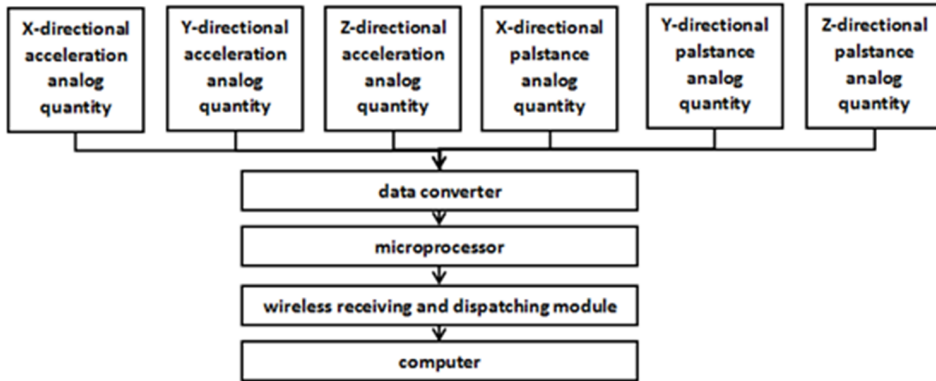 X-directional
acceleration
analog
quantity
Y-directional
acceleration
analog
quantity
Z-directional
acceleration
analog
quantity
X-directional
palstance
analog
quantity
Y-directional
palstance
analog
quantity
Z-directional
palstance
analog
quantity
data converter
microprocessor
wireless receiving and dispatching module
computer